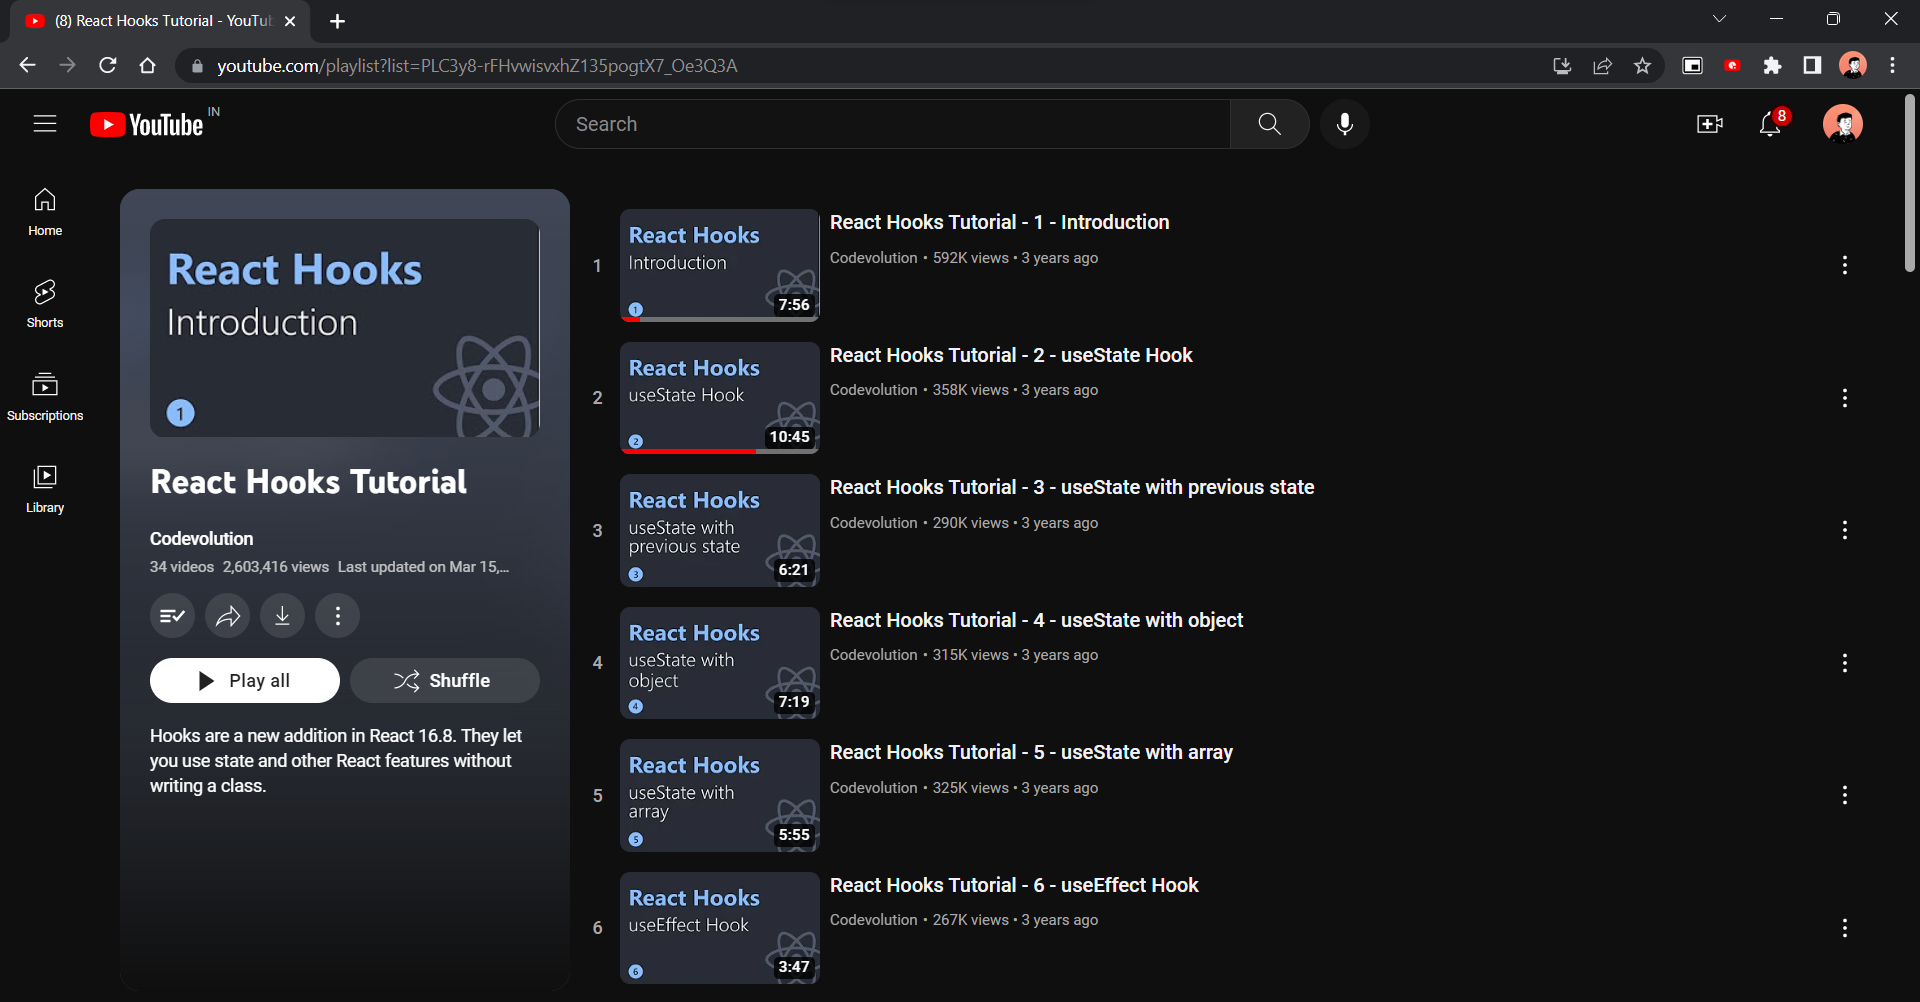 (8) React Hooks Tutorial - YouTu
youtube.com/playlist?list=PLC3y8-rFHvwisvxhZ135pogtX7_Oe3Q3A
YouTube IN
Search
8
Home
Shorts
Subscriptions
Library
React Hooks
Introduction
1
React Hooks Tutorial
Codevolution
34 videos 2,603,416 views Last updated on Mar 15,...
Play all
Shuffle
Hooks are a new addition in React 16.8. They let
you use state and other React features without
writing a class.
1
React Hooks
Introduction
1
7:56
React Hooks Tutorial - 1 - Introduction
Codevolution • 592K views • 3 years ago
2
React Hooks
useState Hook
2
10:45
React Hooks Tutorial - 2 - useState Hook
Codevolution • 358K views • 3 years ago
3
React Hooks
useState with
previous state
3
6:21
React Hooks Tutorial - 3 - useState with previous state
Codevolution • 290K views • 3 years ago
4
React Hooks
useState with
object
4
7:19
React Hooks Tutorial - 4 - useState with object
Codevolution • 315K views • 3 years ago
5
React Hooks
useState with
array
5
5:55
React Hooks Tutorial - 5 - useState with array
Codevolution • 325K views • 3 years ago
6
React Hooks
useEffect Hook
6
3:47
React Hooks Tutorial - 6 - useEffect Hook
Codevolution • 267K views • 3 years ago